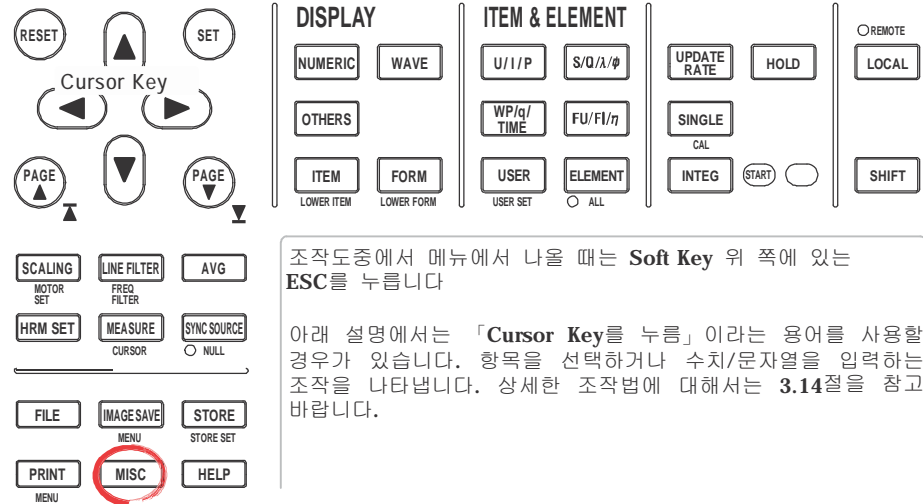 RESET
SET
Cursor Key
PAGE
PAGE
DISPLAY
NUMERIC
WAVE
OTHERS
ITEM
FORM
LOWER ITEM
LOWER FORM
ITEM & ELEMENT
U / I / P
S/Q/λ/φ
WP/q/
TIME
FU/FI/η
USER
ELEMENT
USER SET
ALL
UPDATE
RATE
HOLD
SINGLE
CAL
INTEG
START
REMOTE
LOCAL
SHIFT
SCALING
LINE FILTER
AVG
MOTOR
SET
FREQ
FILTER
HRM SET
MEASURE
SYNC SOURCE
CURSOR
NULL
FILE
IMAGE SAVE
STORE
MENU
STORE SET
PRINT
MISC
HELP
MENU
조작도중에서 메뉴에서 나올 때는 Soft Key 위 쪽에 있는
ESC를 누릅니다
아래 설명에서는 「Cursor Key를 누름」이라는 용어를 사용할
경우가 있습니다. 항목을 선택하거나 수치/문자열을 입력하는
조작을 나타냅니다. 상세한 조작법에 대해서는 3.14절을 참고
바랍니다.